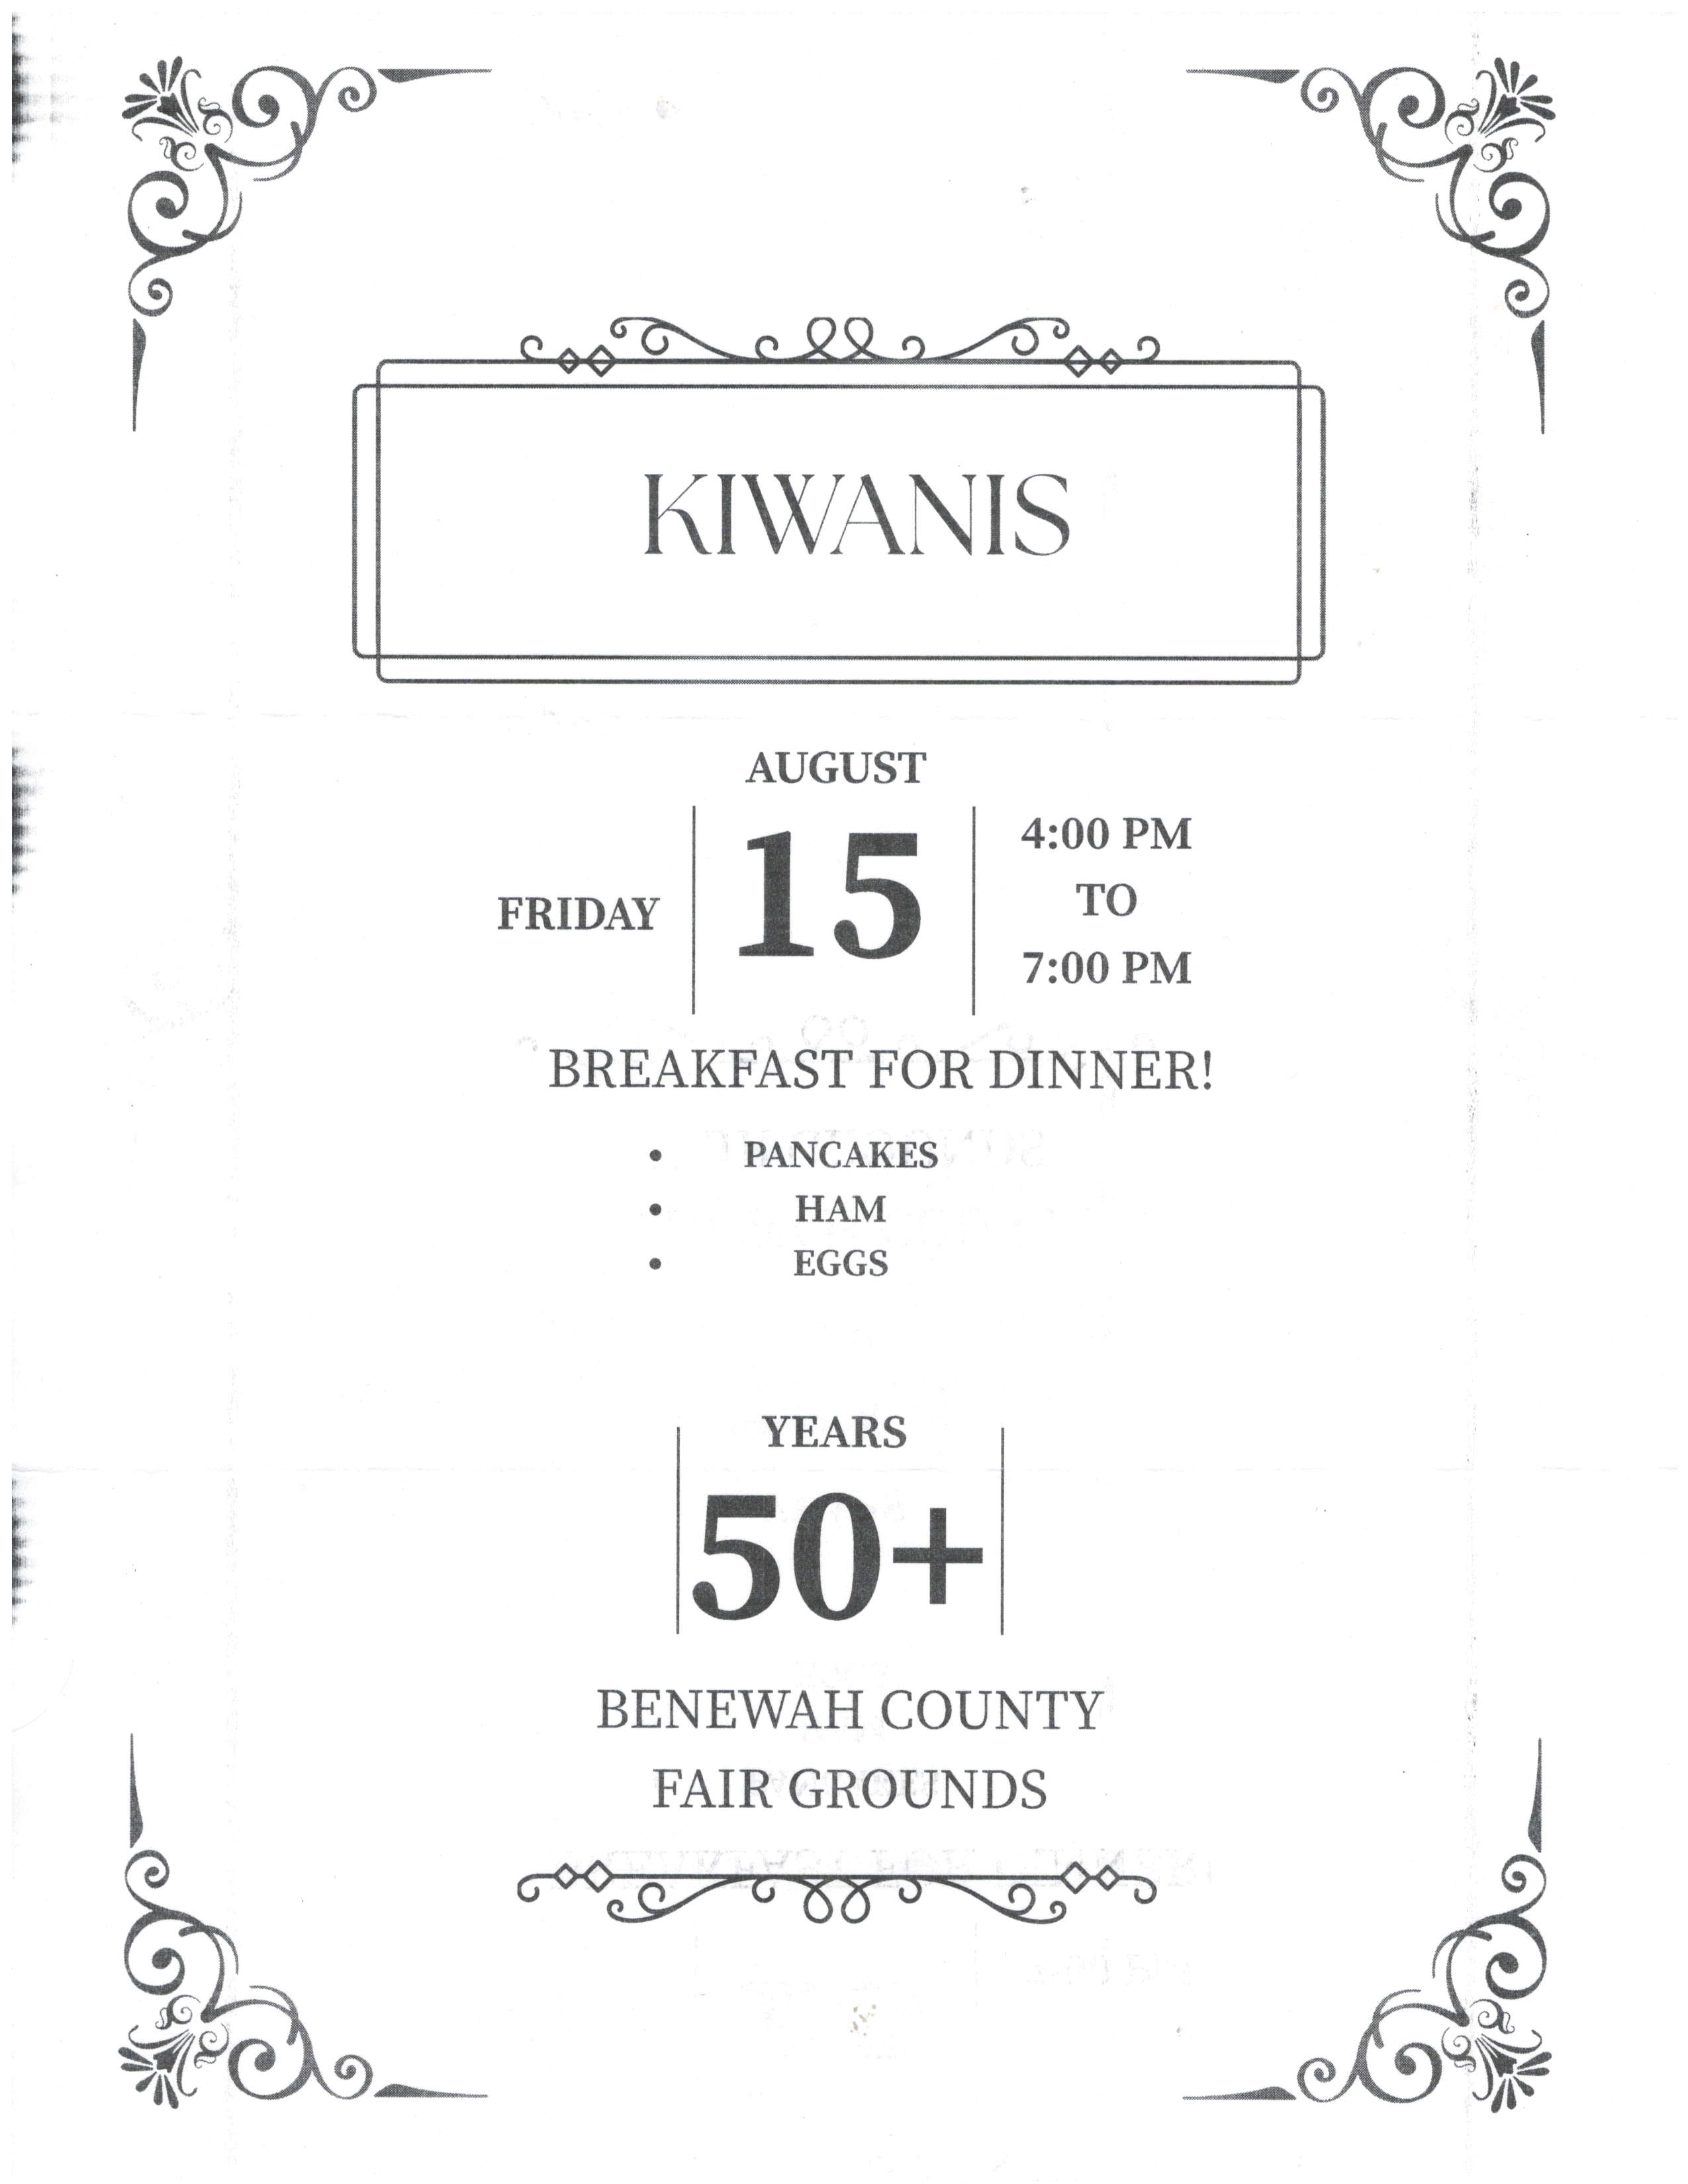 KIWANIS
AUGUST
FRIDAY
15
4:00 PM
TO
7:00 PM
BREAKFAST FOR DINNER!
• PANCAKES
• HAM
• EGGS
YEARS
50+
BENEWAH COUNTY
FAIR GROUNDS